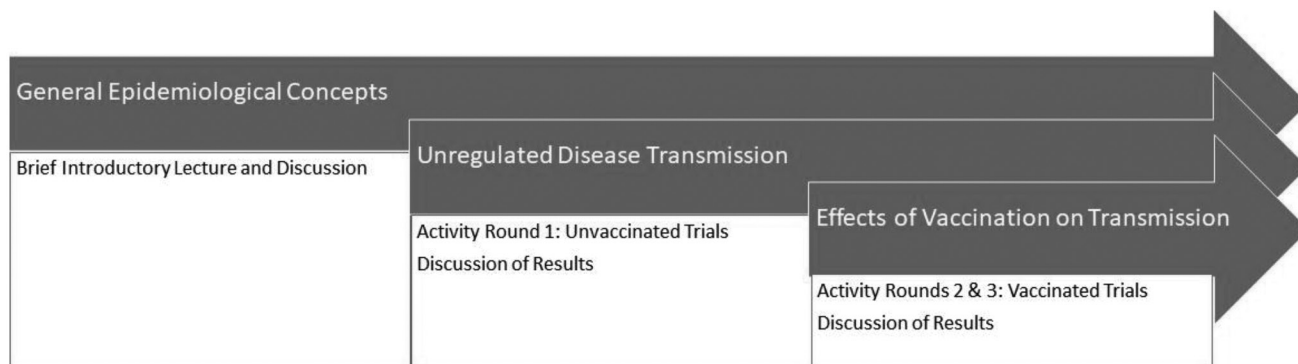 General Epidemiological Concepts
Brief Introductory Lecture and Discussion
Unregulated Disease Transmission
Activity Round 1: Unvaccinated Trials
Discussion of Results
Effects of Vaccination on Transmission
Activity Rounds 2 & 3: Vaccinated Trials
Discussion of Results